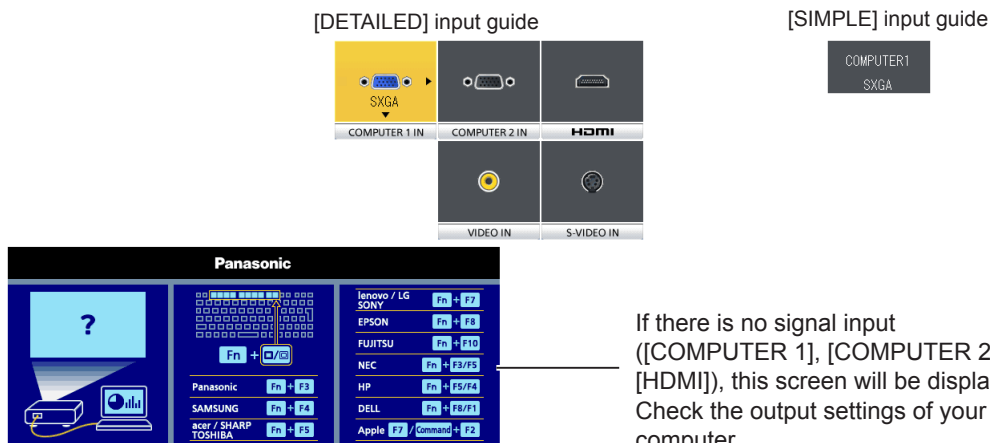 [DETAILED] input guide
[SIMPLE] input guide
SXGA
COMPUTER 1 IN
COMPUTER 2 IN
HDMI
COMPUTER1
SXGA
VIDEO IN
S-VIDEO IN
Panasonic
?
Fn +
Panasonic Fn + F3
SAMSUNG Fn + F4
acer / SHARP
TOSHIBA Fn + F5
lenovo / LG
SONY Fn + F7
EPSON Fn + F8
FUJITSU Fn + F10
NEC Fn + F3/F5
HP Fn + F5/F4
DELL Fn + F8/F1
Apple F7 / Command + F2
If there is no signal input
([COMPUTER 1], [COMPUTER 2
[HDMI]), this screen will be displa
Check the output settings of your
computer